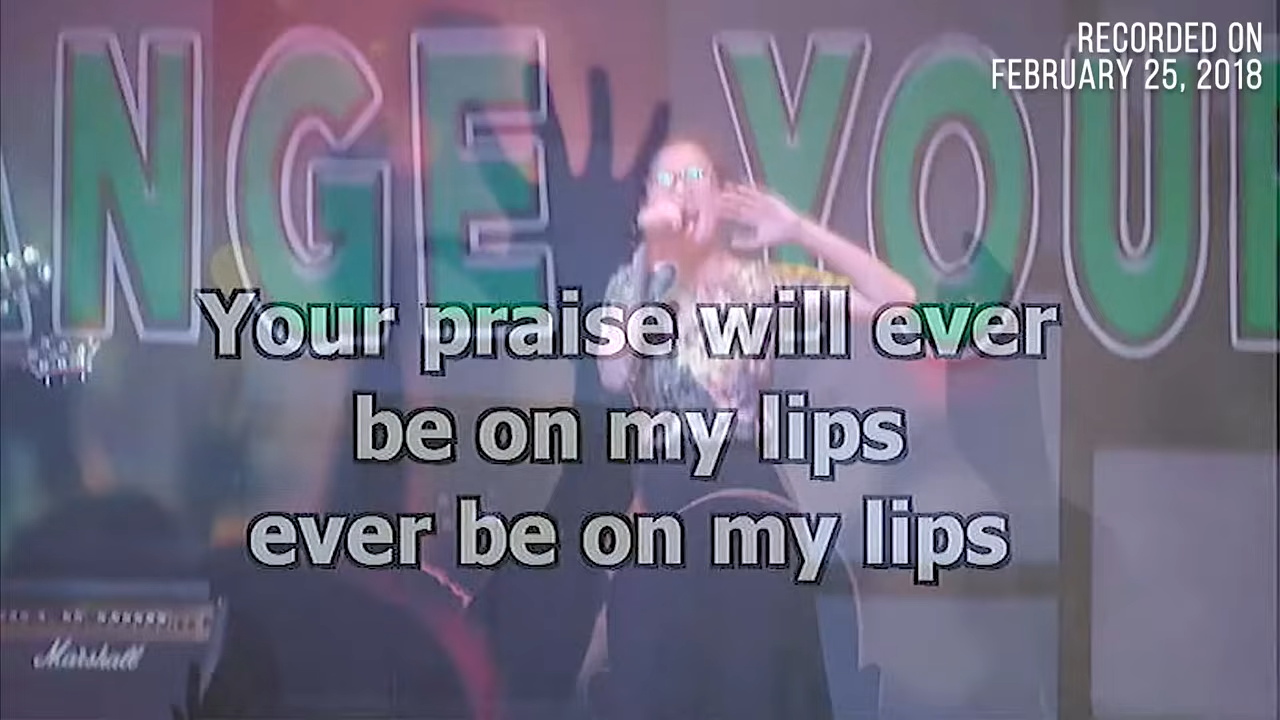 RECORDED ON
FEBRUARY 25, 2018
NGE YOU
Your praise will ever
be on my lips
ever be on my lips
Marshall